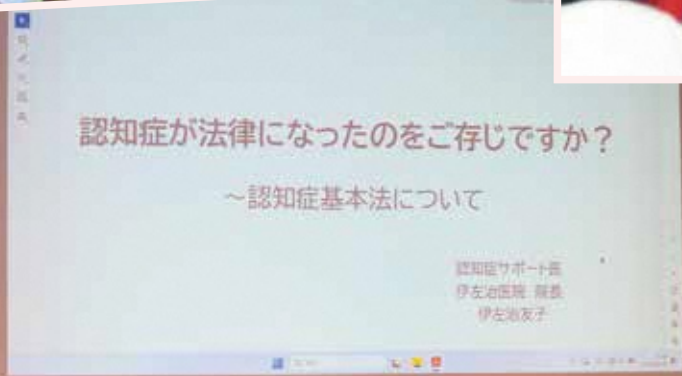 認知症が法律になったのをご存じですか？
～認知症基本法について
認知症サポート医
伊左治医院 院長
伊左治友子